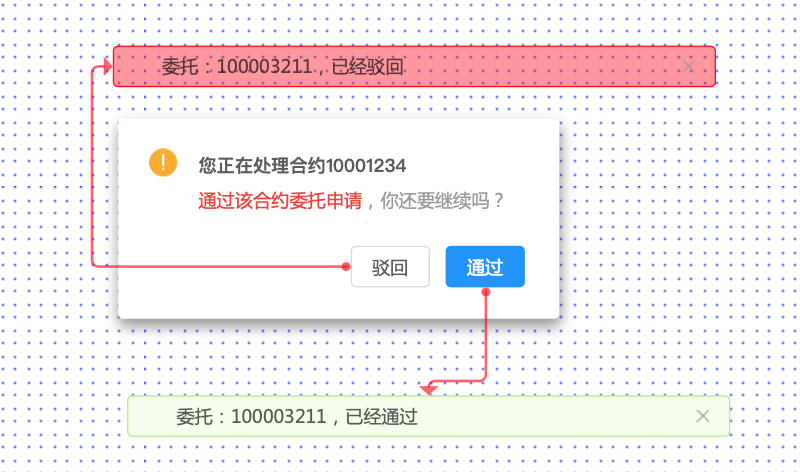 委托：100003211，已经驳回
您正在处理合约10001234
通过该合约委托申请，你还要继续吗？
驳回
通过
委托：100003211，已经通过